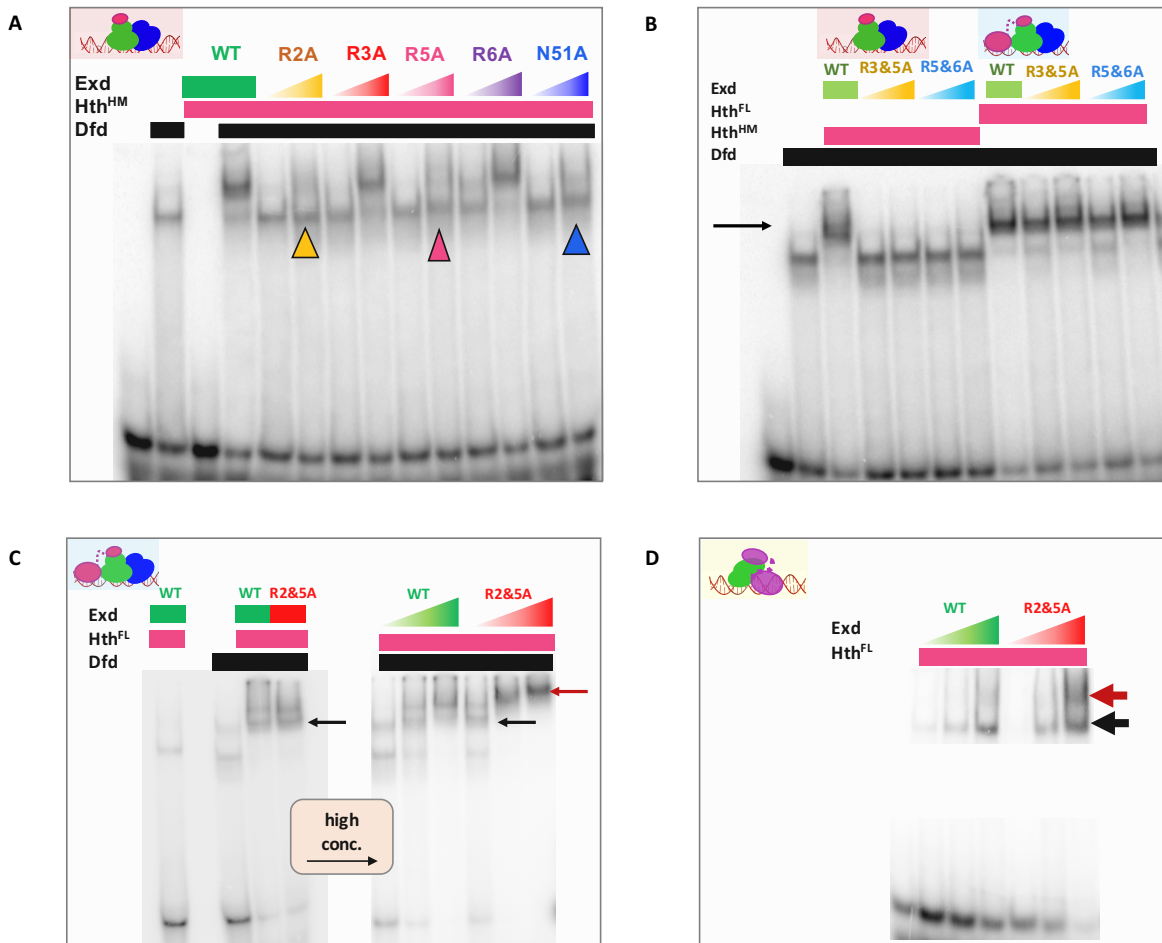 A
WT R2A R3A R5A R6A N51A
Exd
Hth^HM
Dfd
B
WT R3&5A R5&6A WT R3&5A R5&6A
Exd
Hth^FL
Hth^HM
Dfd
C
WT WT R2&5A WT R2&5A
Exd
Hth^FL
Dfd
high
conc.
D
WT R2&5A
Exd
Hth^FL